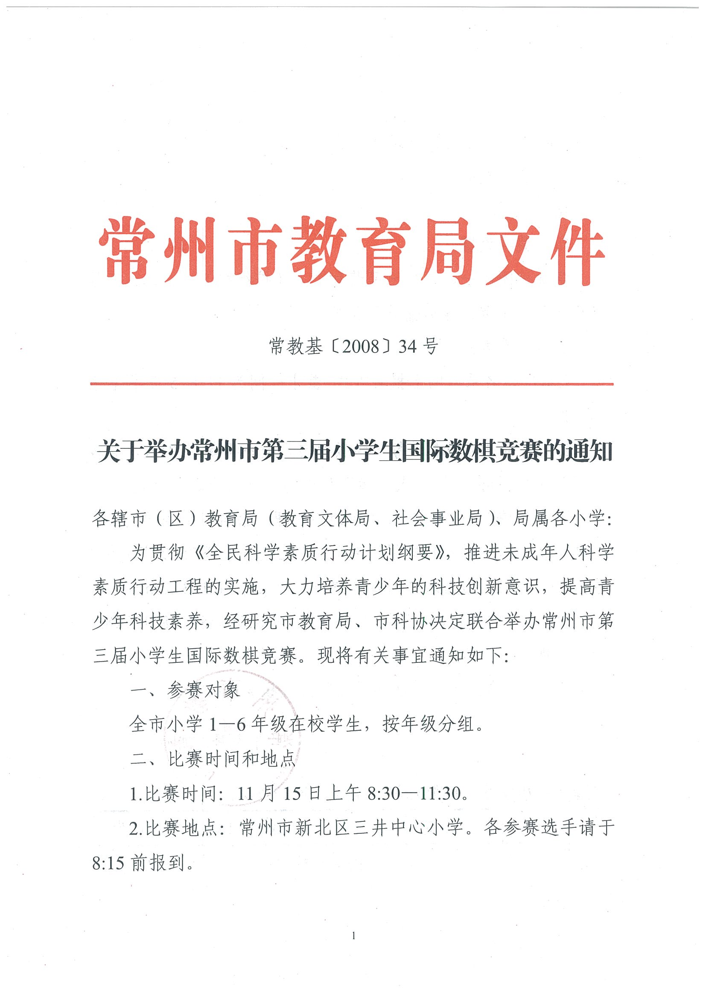 常州市教育局文件
常教基〔2008〕34 号
关于举办常州市第三届小学生国际数棋竞赛的通知
各辖市（区）教育局（教育文体局、社会事业局）、局属各小学：
为贯彻《全民科学素质行动计划纲要》，推进未成年人科学
素质行动工程的实施，大力培养青少年的科技创新意识，提高青
少年科技素养，经研究市教育局、市科协决定联合举办常州市第
三届小学生国际数棋竞赛。现将有关事宜通知如下：
一、参赛对象
全市小学 1—6 年级在校学生，按年级分组。
二、比赛时间和地点
1.比赛时间：11 月 15 日上午 8:30—11:30。
2.比赛地点：常州市新北区三井中心小学。各参赛选手请于
8:15 前报到。
1